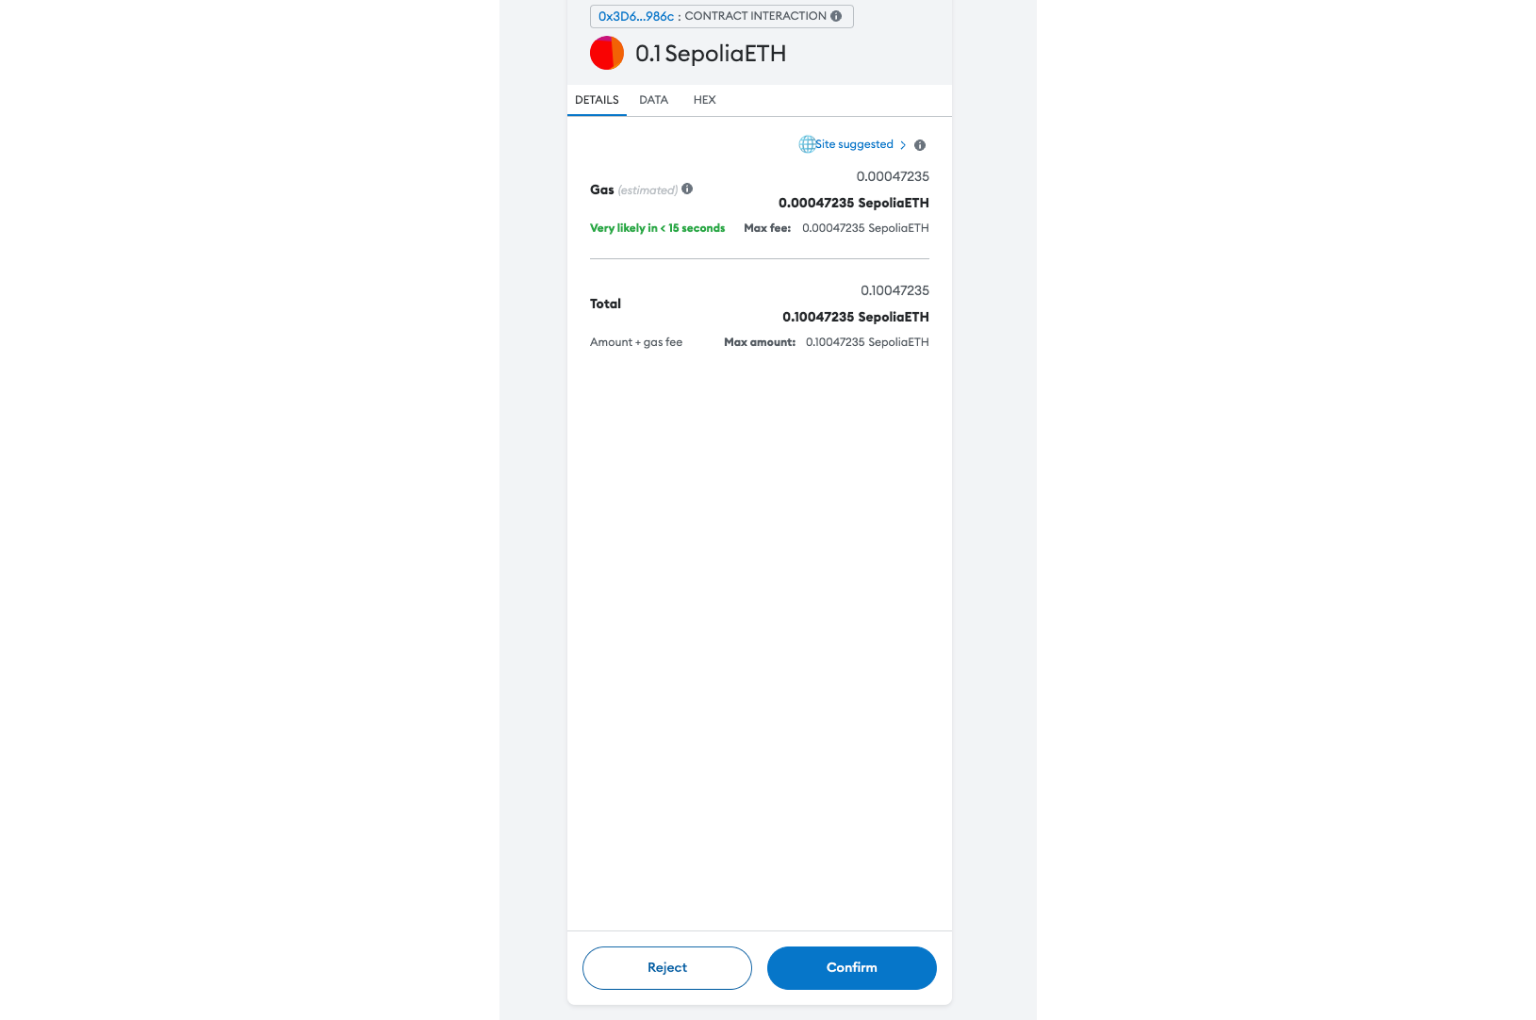 0x3D6...986c : CONTRACT INTERACTION
0.1 SepoliaETH
DETAILS DATA HEX
Site suggested >
0.00047235
Gas (estimated)
0.00047235 SepoliaETH
Very likely in < 15 seconds Max fee: 0.00047235 SepoliaETH
0.10047235
Total
0.10047235 SepoliaETH
Amount + gas fee Max amount: 0.10047235 SepoliaETH
Reject Confirm